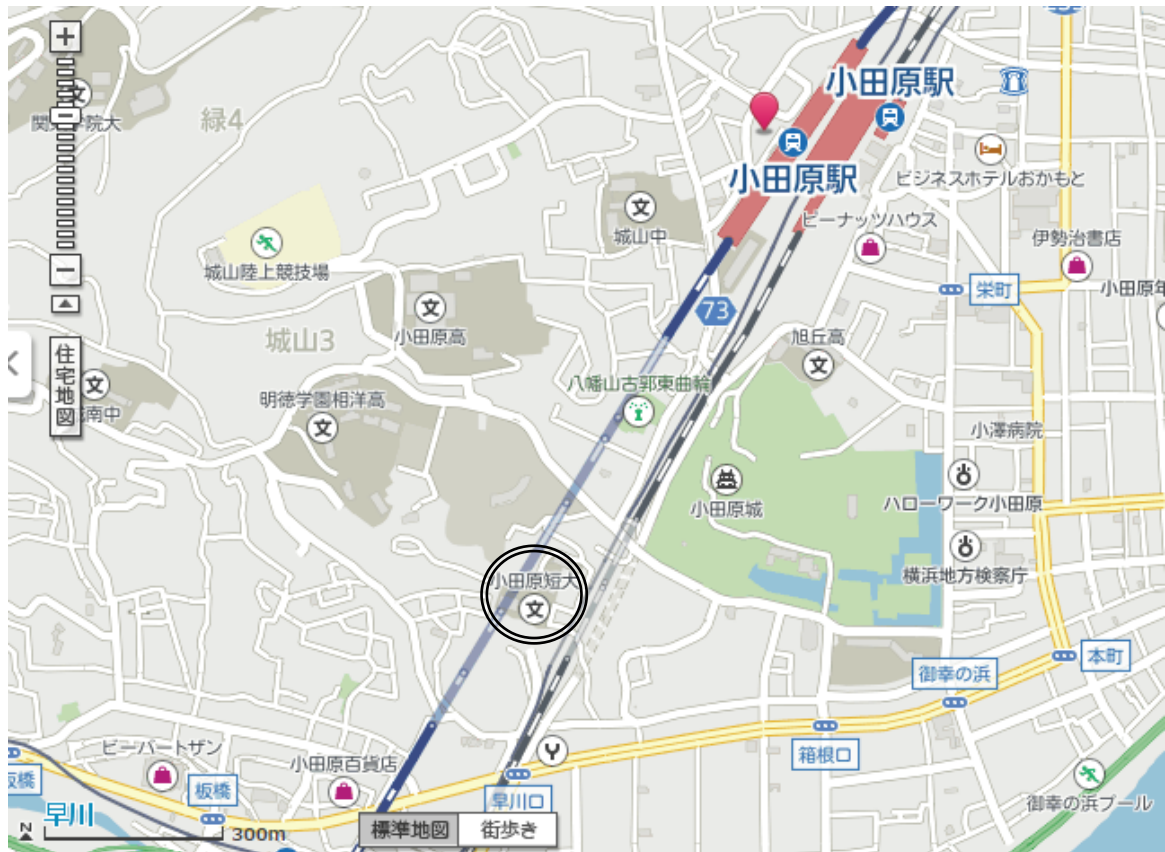 小田原駅
緑4
小田原駅
ビジネスホテルおかもと
城山中
ビーナッツハウス
伊勢治書店
城山陸上競技場
栄町
小田原
73
小田原高
旭丘高
城山3
住宅地図
八幡山古郭東曲輪
明徳学園相洋高
南中
小澤病院
小田原城
ハローワーク小田原
小田原短大
横浜地方検察庁
本町
御幸の浜
ビーバートザン
小田原百貨店
箱根口
板橋
板橋
早川口
御幸の浜プール
早川
N
300m
標準地図
街歩き